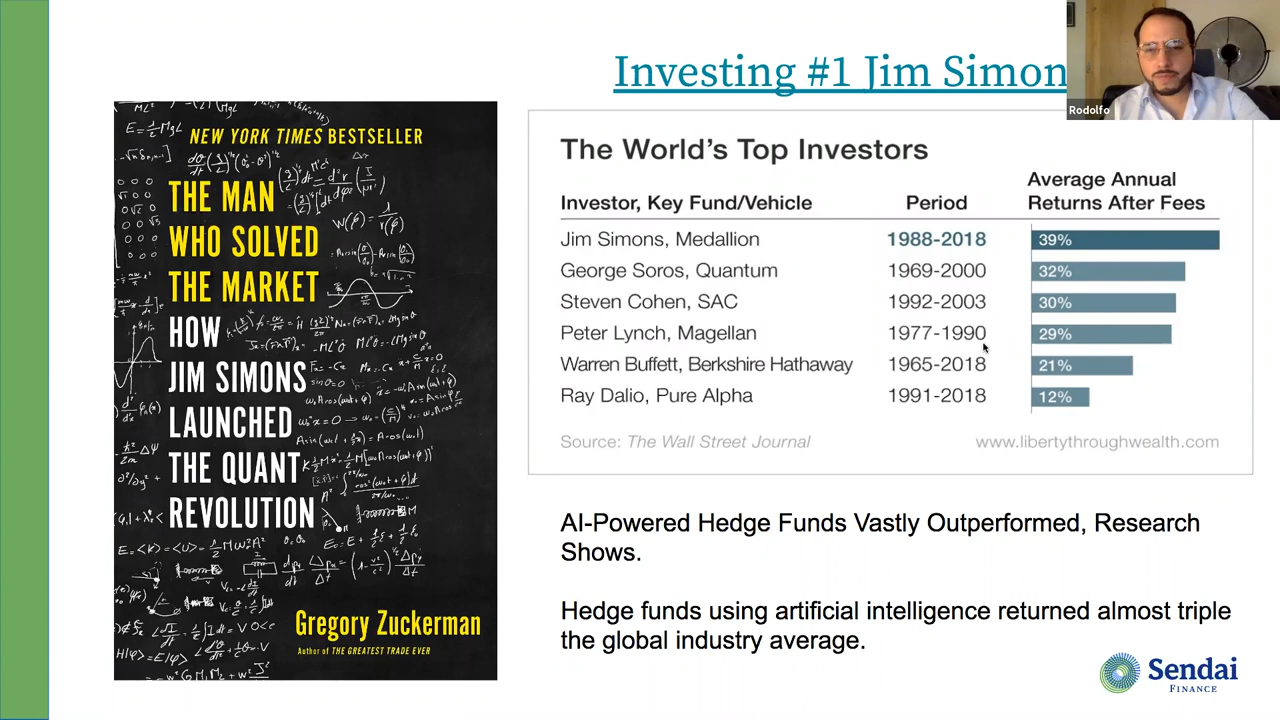 Investing #1 Jim Simon
Rodolfo
NEW YORK TIMES BESTSELLER
THE MAN
WHO SOLVED
THE MARKET
HOW
JIM SIMONS
LAUNCHED
THE QUANT
REVOLUTION
Gregory Zuckerman
Author of THE GREATEST TRADE EVER
The World's Top Investors
Investor, Key Fund/Vehicle Period Average Annual Returns After Fees
Jim Simons, Medallion 1988-2018 39%
George Soros, Quantum 1969-2000 32%
Steven Cohen, SAC 1992-2003 30%
Peter Lynch, Magellan 1977-1990 29%
Warren Buffett, Berkshire Hathaway 1965-2018 21%
Ray Dalio, Pure Alpha 1991-2018 12%
Source: The Wall Street Journal www.libertythroughwealth.com
AI-Powered Hedge Funds Vastly Outperformed, Research
Shows.
Hedge funds using artificial intelligence returned almost triple
the global industry average.
Sendai
FINANCE